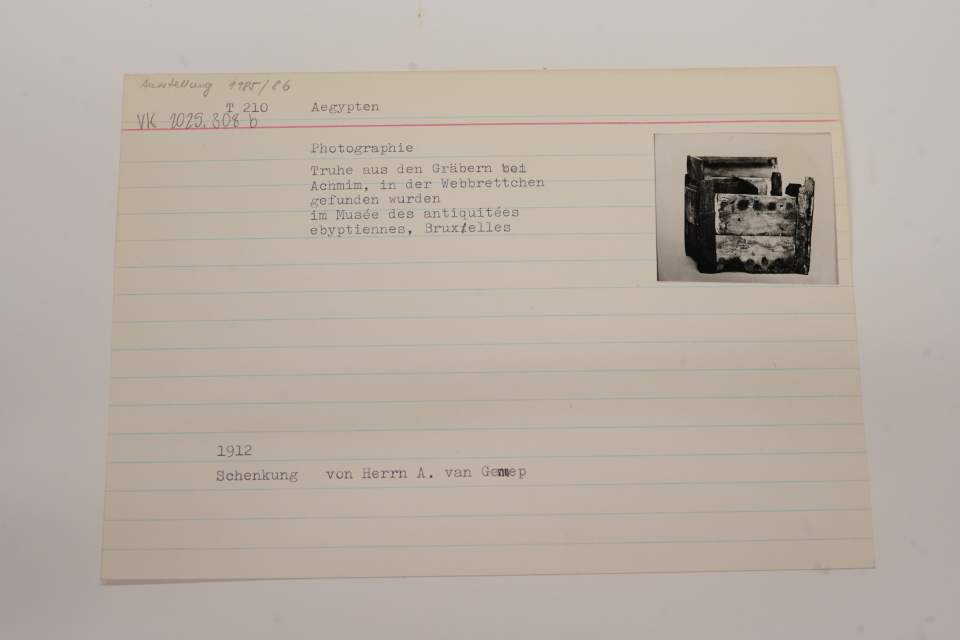 Ausstellung 1985/86
T 210 Aegypten
VK 1025.308 b
Photographie
Truhe aus den Gräbern bei
Achmim, in der Webbrettchen
gefunden wurden
im Musée des antiquitées
ebyptiennes, Bruxelles
1912
Schenkung von Herrn A. van Gennep